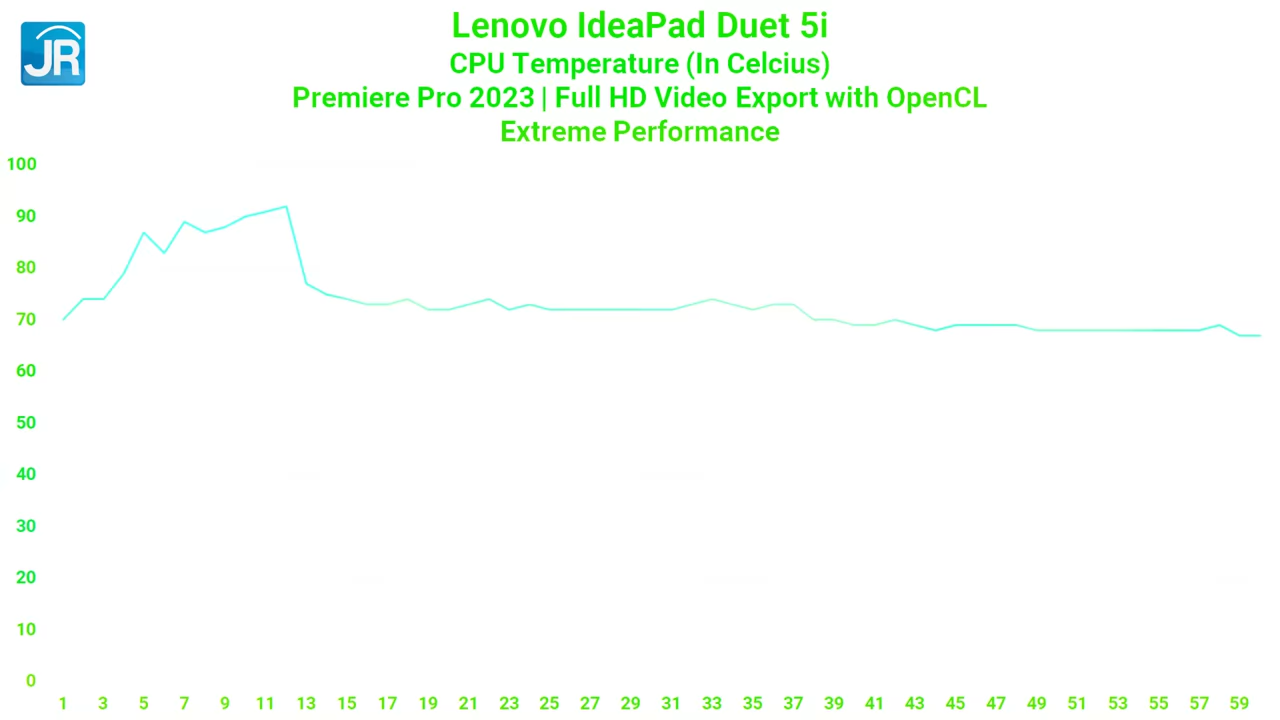 JR
Lenovo IdeaPad Duet 5i
CPU Temperature (In Celcius)
Premiere Pro 2023 | Full HD Video Export with OpenCL
Extreme Performance
100
90
80
70
60
50
40
30
20
10
0
1 3 5 7 9 11 13 15 17 19 21 23 25 27 29 31 33 35 37 39 41 43 45 47 49 51 53 55 57 59